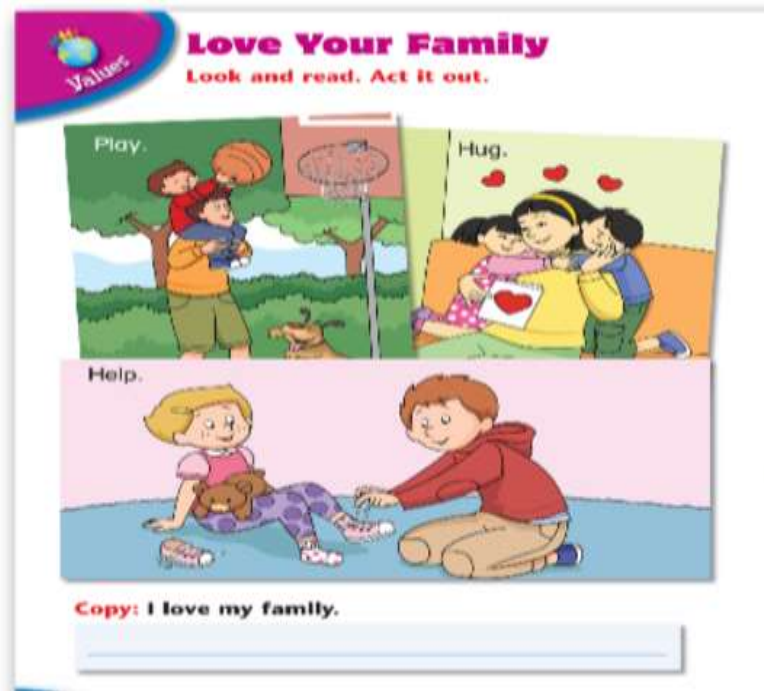 Values
Love Your Family
Look and read. Act it out.
Play.
Hug.
Help.
Copy: I love my family.